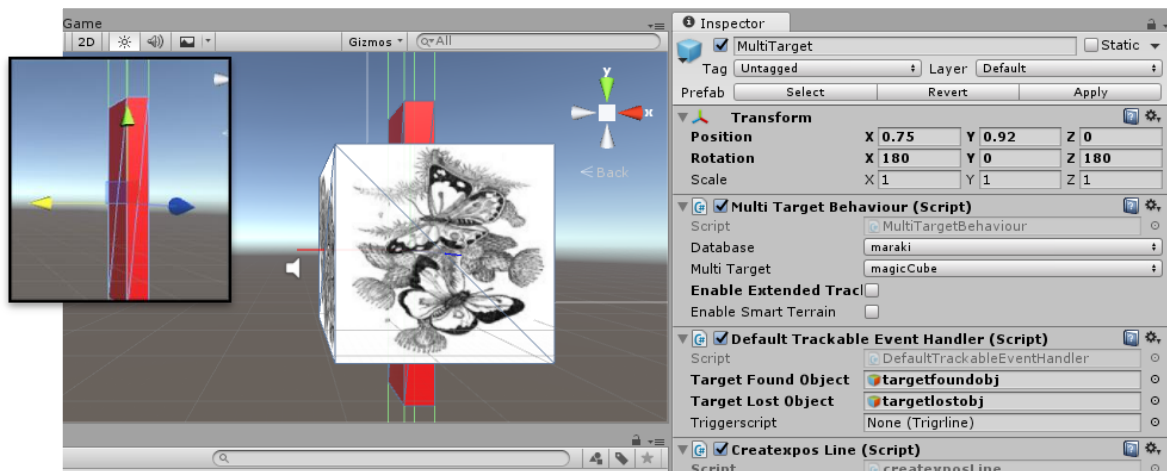 Game
2D
Gizmos
All
y
x
Back
Inspector
MultiTarget
Static
Tag Untagged Layer Default
Prefab Select Revert Apply
Transform
Position X 0.75 Y 0.92 Z 0
Rotation X 180 Y 0 Z 180
Scale X 1 Y 1 Z 1
Multi Target Behaviour (Script)
Script MultiTargetBehaviour
Database maraki
Multi Target magicCube
Enable Extended Trac
Enable Smart Terrain
Default Trackable Event Handler (Script)
Script DefaultTrackableEventHandler
Target Found Object targetfoundobj
Target Lost Object targetlostobj
Triggerscript None (Trigrline)
Createxpos Line (Script)
Script createxposLine